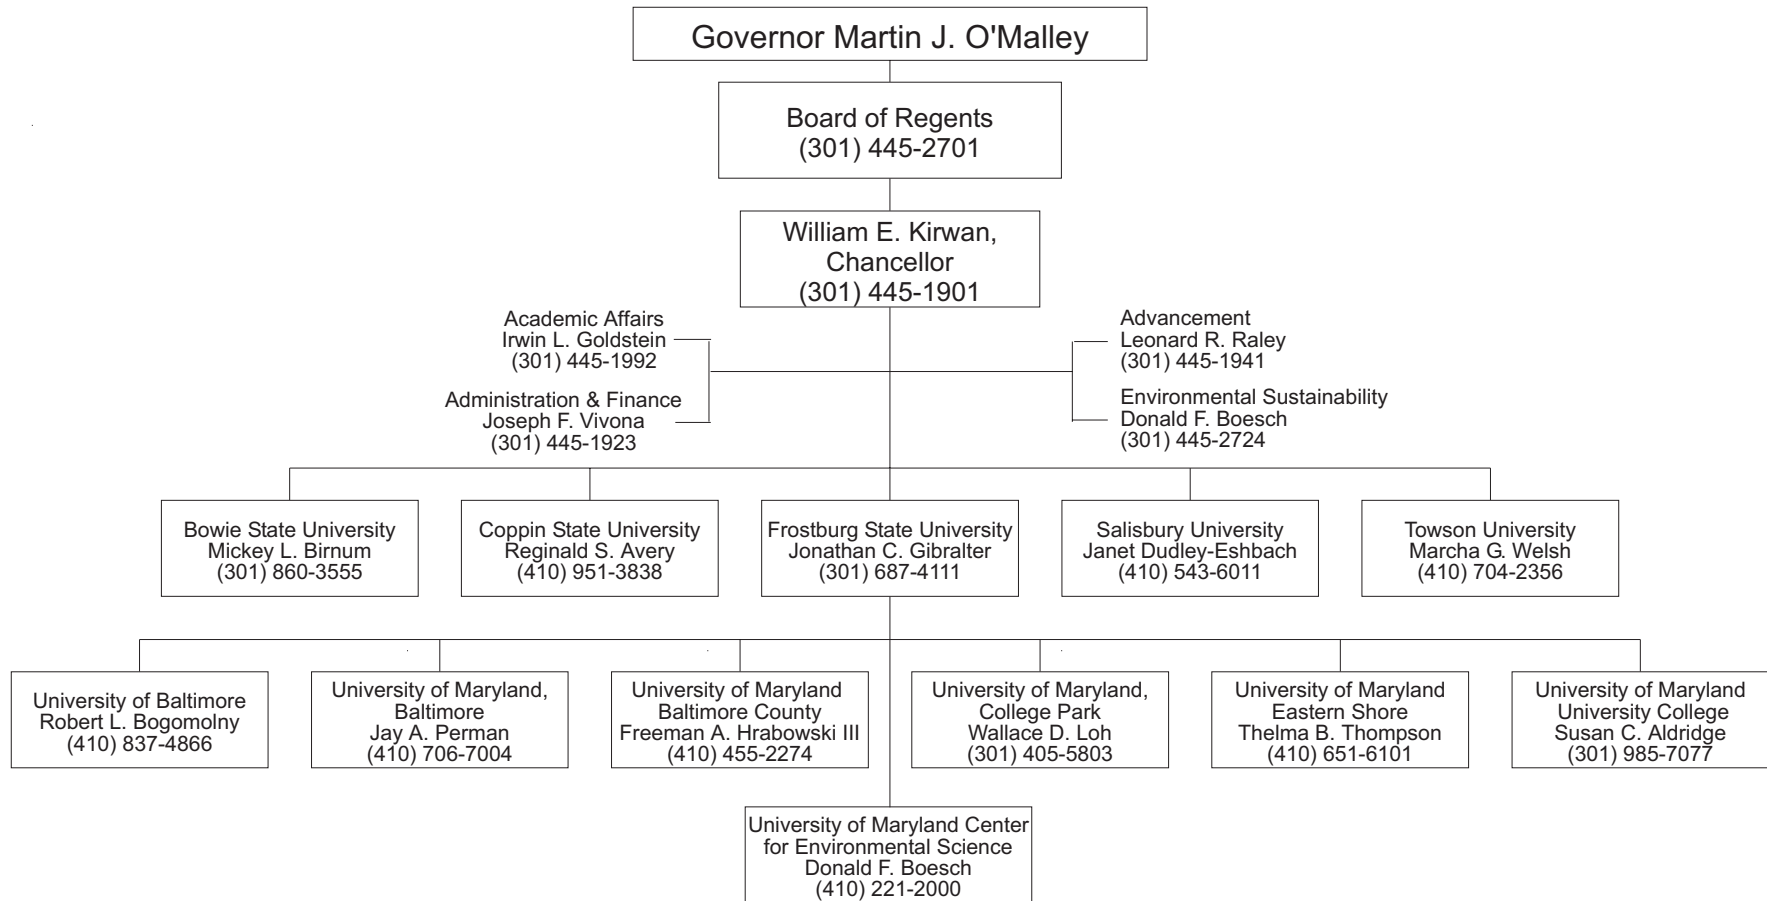 Governor Martin J. O'Malley
Board of Regents
(301) 445-2701
William E. Kirwan,
Chancellor
(301) 445-1901
Academic Affairs
Irwin L. Goldstein
(301) 445-1992
Administration & Finance
Joseph F. Vivona
(301) 445-1923
Advancement
Leonard R. Raley
(301) 445-1941
Environmental Sustainability
Donald F. Boesch
(301) 445-2724
Bowie State University
Mickey L. Birnum
(301) 860-3555
Coppin State University
Reginald S. Avery
(410) 951-3838
Frostburg State University
Jonathan C. Gibralter
(301) 687-4111
Salisbury University
Janet Dudley-Eshbach
(410) 543-6011
Towson University
Marcha G. Welsh
(410) 704-2356
University of Baltimore
Robert L. Bogomolny
(410) 837-4866
University of Maryland,
Baltimore
Jay A. Perman
(410) 706-7004
University of Maryland
Baltimore County
Freeman A. Hrabowski III
(410) 455-2274
University of Maryland,
College Park
Wallace D. Loh
(301) 405-5803
University of Maryland
Eastern Shore
Thelma B. Thompson
(410) 651-6101
University of Maryland
University College
Susan C. Aldridge
(301) 985-7077
University of Maryland Center
for Environmental Science
Donald F. Boesch
(410) 221-2000